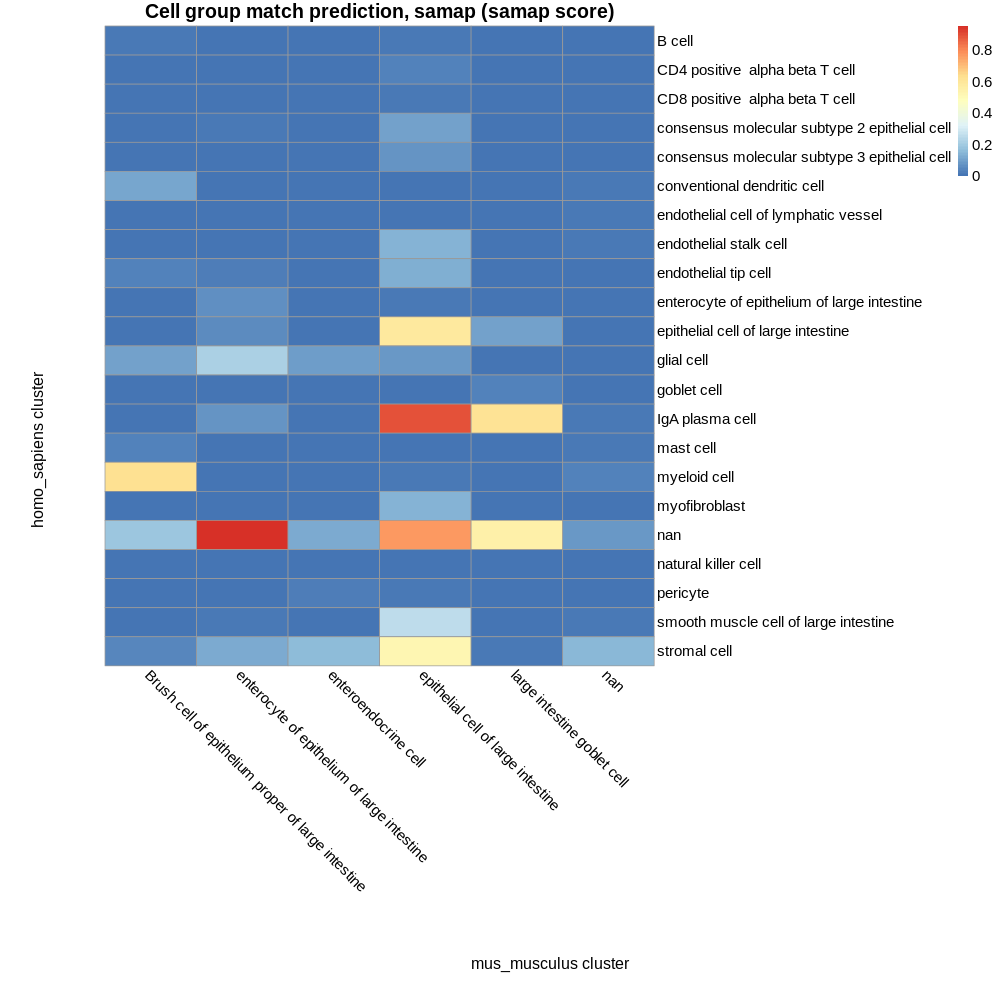 Cell group match prediction, samap (samap score)
B cell
CD4 positive  alpha beta T cell
CD8 positive  alpha beta T cell
consensus molecular subtype 2 epithelial cell
consensus molecular subtype 3 epithelial cell
conventional dendritic cell
endothelial cell of lymphatic vessel
endothelial stalk cell
endothelial tip cell
enterocyte of epithelium of large intestine
epithelial cell of large intestine
glial cell
goblet cell
IgA plasma cell
mast cell
myeloid cell
myofibroblast
nan
natural killer cell
pericyte
smooth muscle cell of large intestine
stromal cell
0.8
0.6
0.4
0.2
0
homo_sapiens cluster
Brush cell of epithelium proper of large intestine
enterocyte of epithelium of large intestine
enteroendocrine cell
epithelial cell of large intestine
large intestine goblet cell
nan
mus_musculus cluster